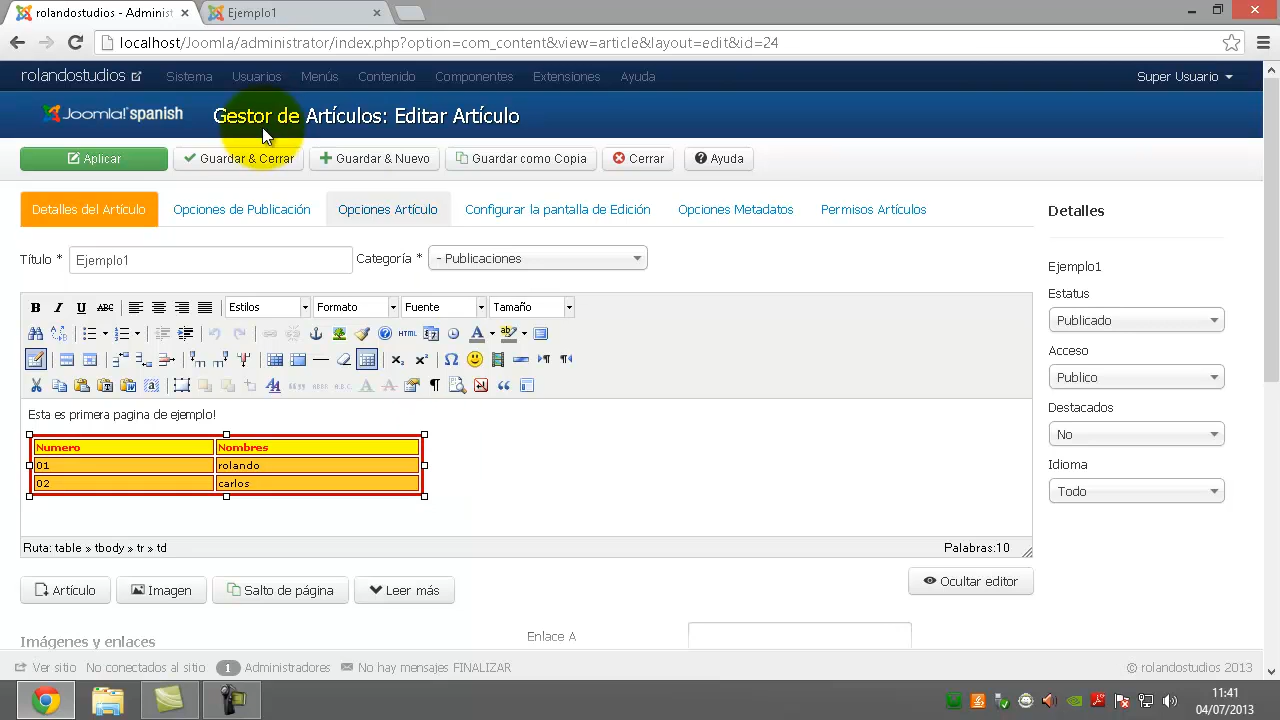 rolandostudios - Administ
Ejemplo1
localhost/Joomla/administrator/index.php?option=com_content&view=article&layout=edit&id=24
rolandostudios Sistema Usuarios Menús Contenido Componentes Extensiones Ayuda Super Usuario
Joomla! spanish Gestor de Artículos: Editar Artículo
Aplicar Guardar & Cerrar Guardar & Nuevo Guardar como Copia Cerrar Ayuda
Detalles del Artículo Opciones de Publicación Opciones Artículo Configurar la pantalla de Edición Opciones Metadatos Permisos Artículos
Detalles
Título * Ejemplo1 Categoría * - Publicaciones
Ejemplo1
Estatus
Publicado
Acceso
Publico
Destacados
No
Idioma
Todo
B I U ABC Estilos Formato Fuente Tamaño
HTML
Esta es primera pagina de ejemplo!
Numero Nombres
01 rolando
02 carlos
Ruta: table » tbody » tr » td Palabras:10
Artículo Imagen Salto de página Leer más Ocultar editor
Imágenes y enlaces Enlace A
Ver sitio No conectados al sitio 1 Administradores No hay mensajes FINALIZAR © rolandostudios 2013
11:41
04/07/2013